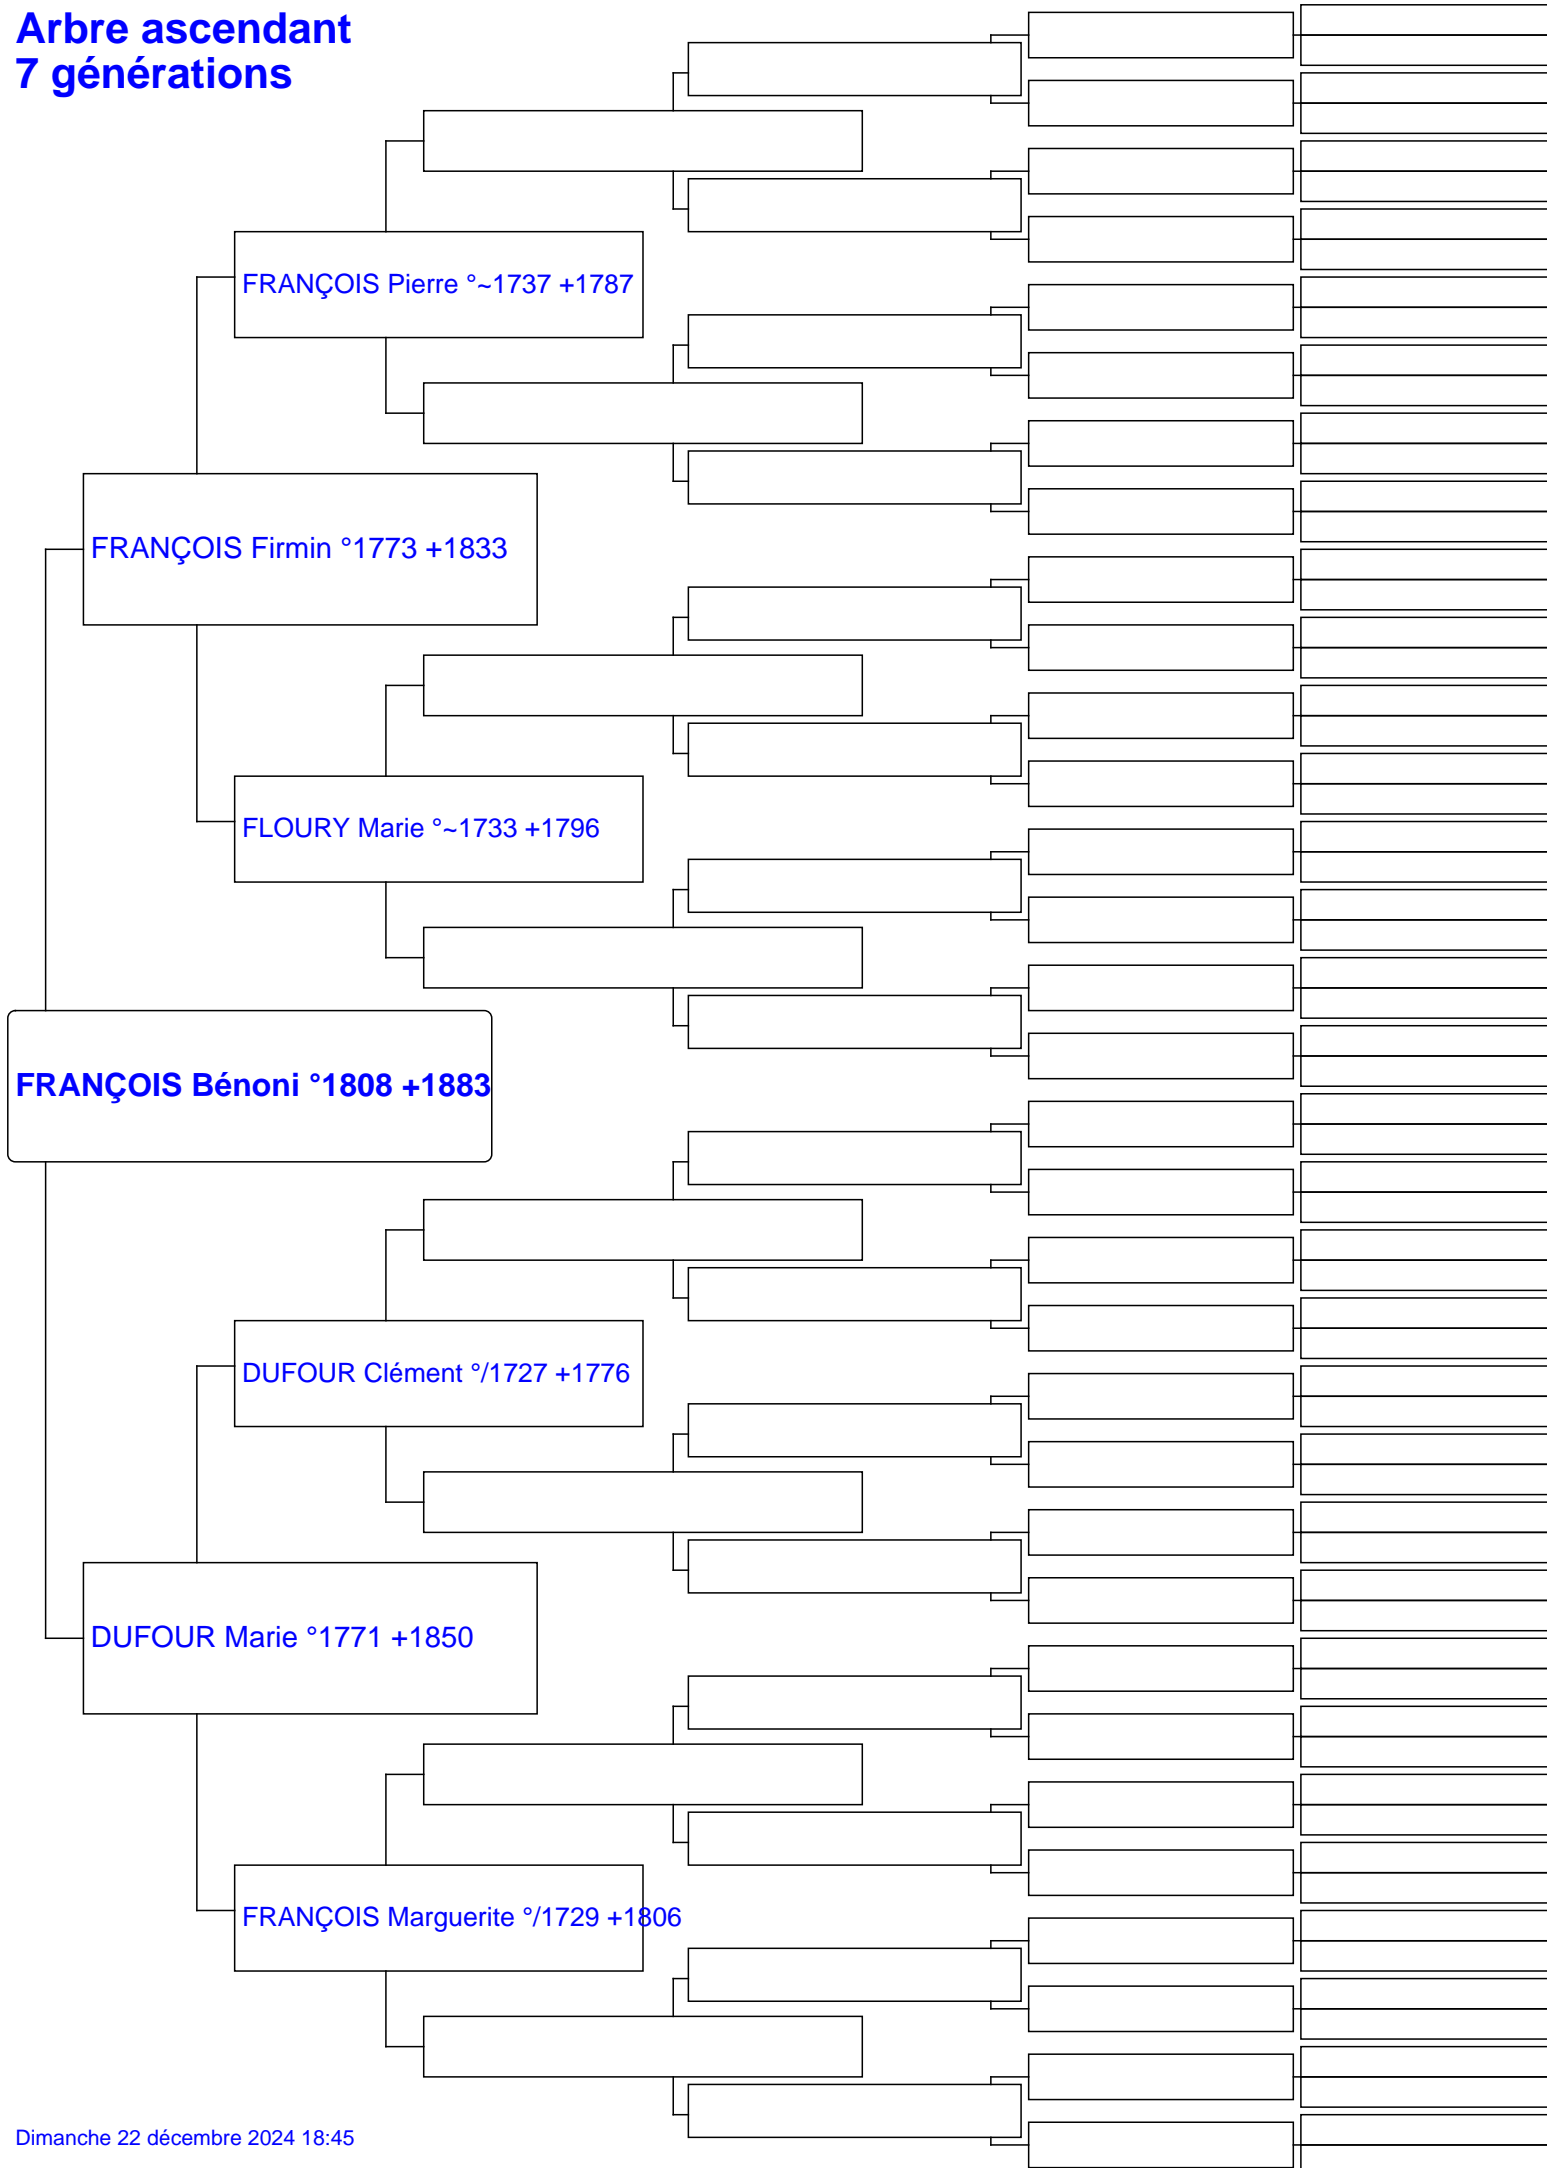 Arbre ascendant
7 générations
FRANÇOIS Pierre °~1737 +1787
FRANÇOIS Firmin °1773 +1833
FLOURY Marie °~1733 +1796
FRANÇOIS Bénoni °1808 +1883
DUFOUR Clément °/1727 +1776
DUFOUR Marie °1771 +1850
FRANÇOIS Marguerite °/1729 +1806
Dimanche 22 décembre 2024 18:45